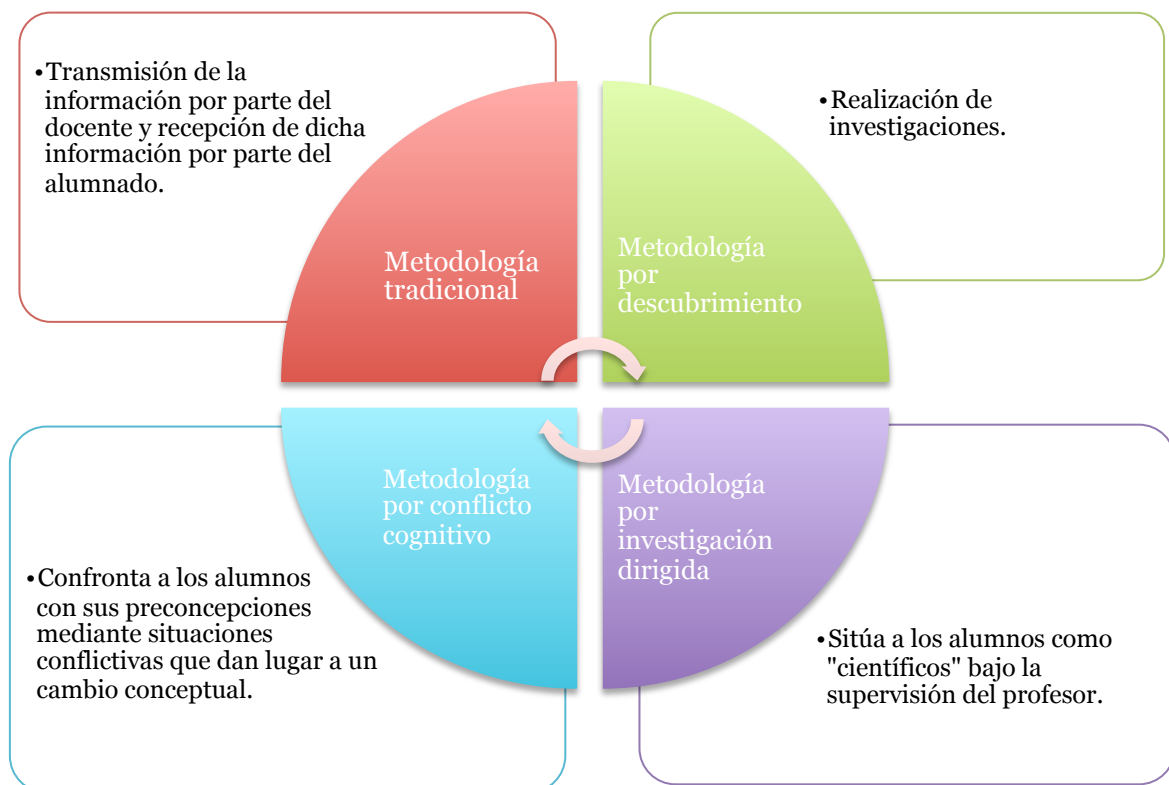 •Transmisión de la
información por parte del
docente y recepción de dicha
información por parte del
alumnado.
Metodología
tradicional
•Realización de
investigaciones.
Metodología
por
descubrimiento
Metodología
por conflicto
cognitivo
•Confronta a los alumnos
con sus preconcepciones
mediante situaciones
conflictivas que dan lugar a un
cambio conceptual.
Metodología
por
investigación
dirigida
•Sitúa a los alumnos como
"científicos" bajo la
supervisión del profesor.